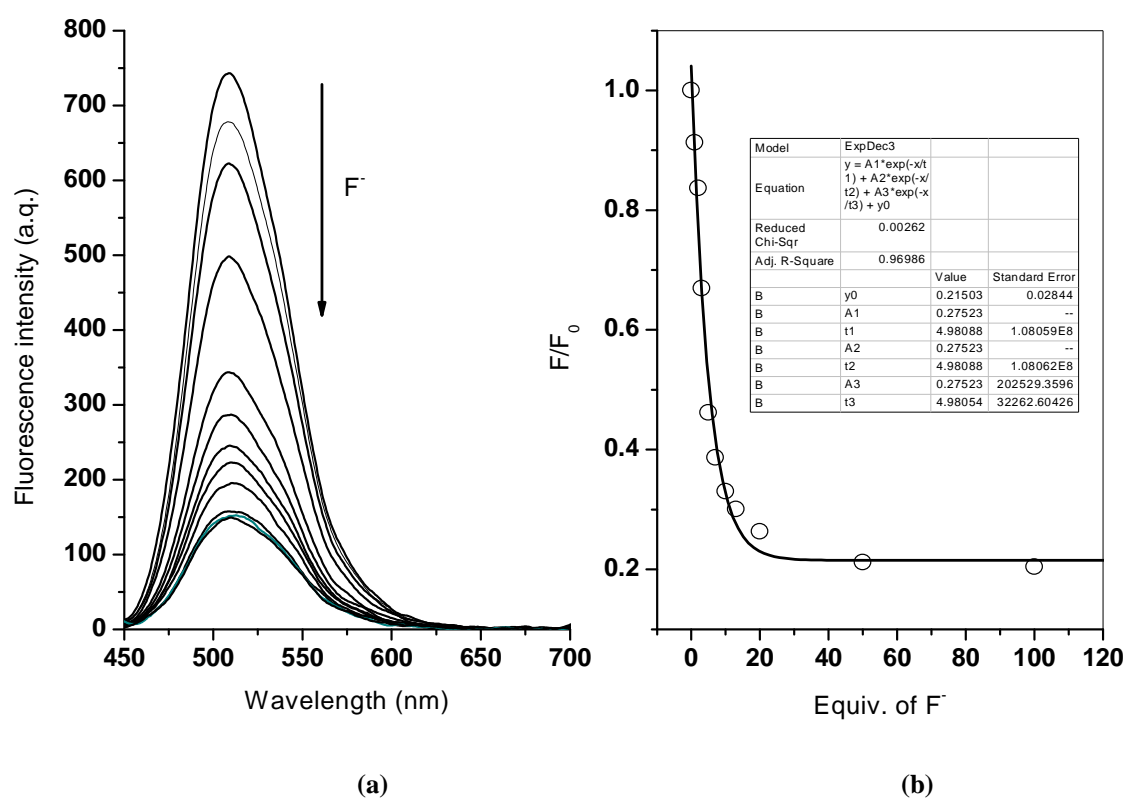 800
700
600
500
400
300
200
100
0
450 500 550 600 650 700
Fluorescence intensity (a.q.)
Wavelength (nm)
F-
1.0
0.8
0.6
0.4
0.2
0 20 40 60 80 100 120
F/F0
Equiv. of F-
Model ExpDec3
Equation
y = A1*exp(-x/t
1) + A2*exp(-x/
t2) + A3*exp(-x
/t3) + y0
Reduced
Chi-Sqr
0.00262
Adj. R-Square 0.96986
Value Standard Error
B y0 0.21503 0.02844
B A1 0.27523 --
B t1 4.98088 1.08059E8
B A2 0.27523 --
B t2 4.98088 1.08062E8
B A3 0.27523 202529.3596
B t3 4.98054 32262.60426
(a)
(b)